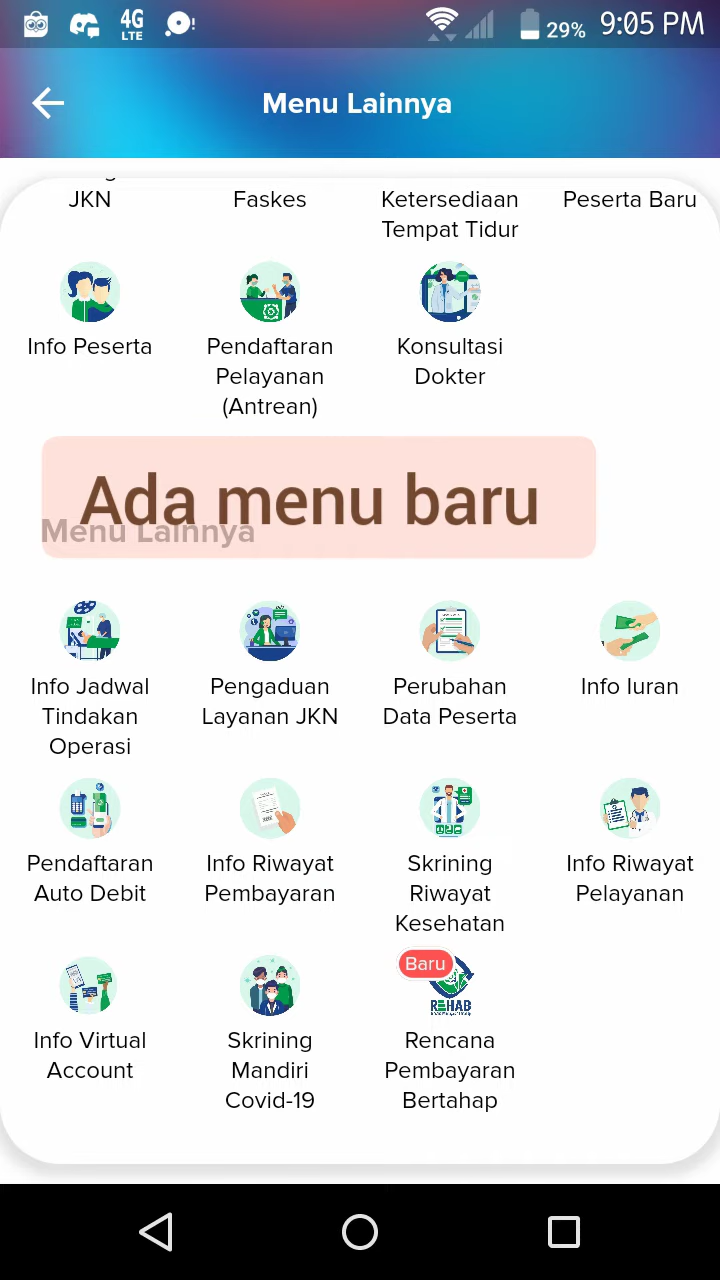 4G
LTE
29%
9:05 PM
Menu Lainnya
JKN
Faskes
Ketersediaan
Tempat Tidur
Peserta Baru
Info Peserta
Pendaftaran
Pelayanan
(Antrean)
Konsultasi
Dokter
Ada menu baru
Menu Lainnya
Info Jadwal
Tindakan
Operasi
Pengaduan
Layanan JKN
Perubahan
Data Peserta
Info Iuran
Pendaftaran
Auto Debit
Info Riwayat
Pembayaran
Skrining
Riwayat
Kesehatan
Info Riwayat
Pelayanan
Info Virtual
Account
Skrining
Mandiri
Covid-19
Baru
REHAB
Rencana
Pembayaran
Bertahap